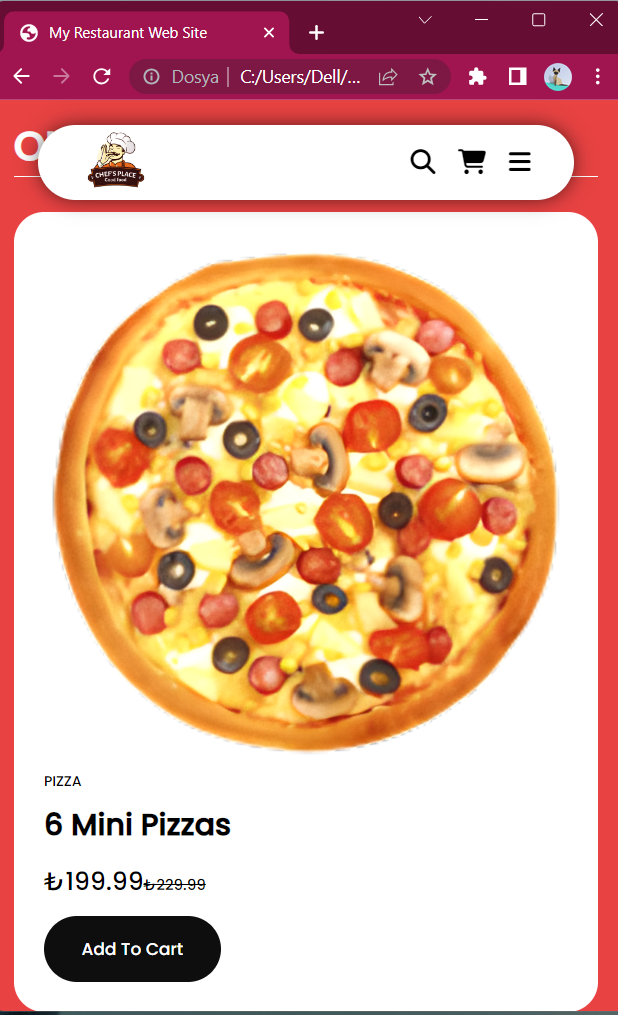 My Restaurant Web Site
Dosya | C:/Users/Dell/...
CHEF'S PLACE
Good food
PIZZA
6 Mini Pizzas
₺199.99 ₺229.99
Add To Cart